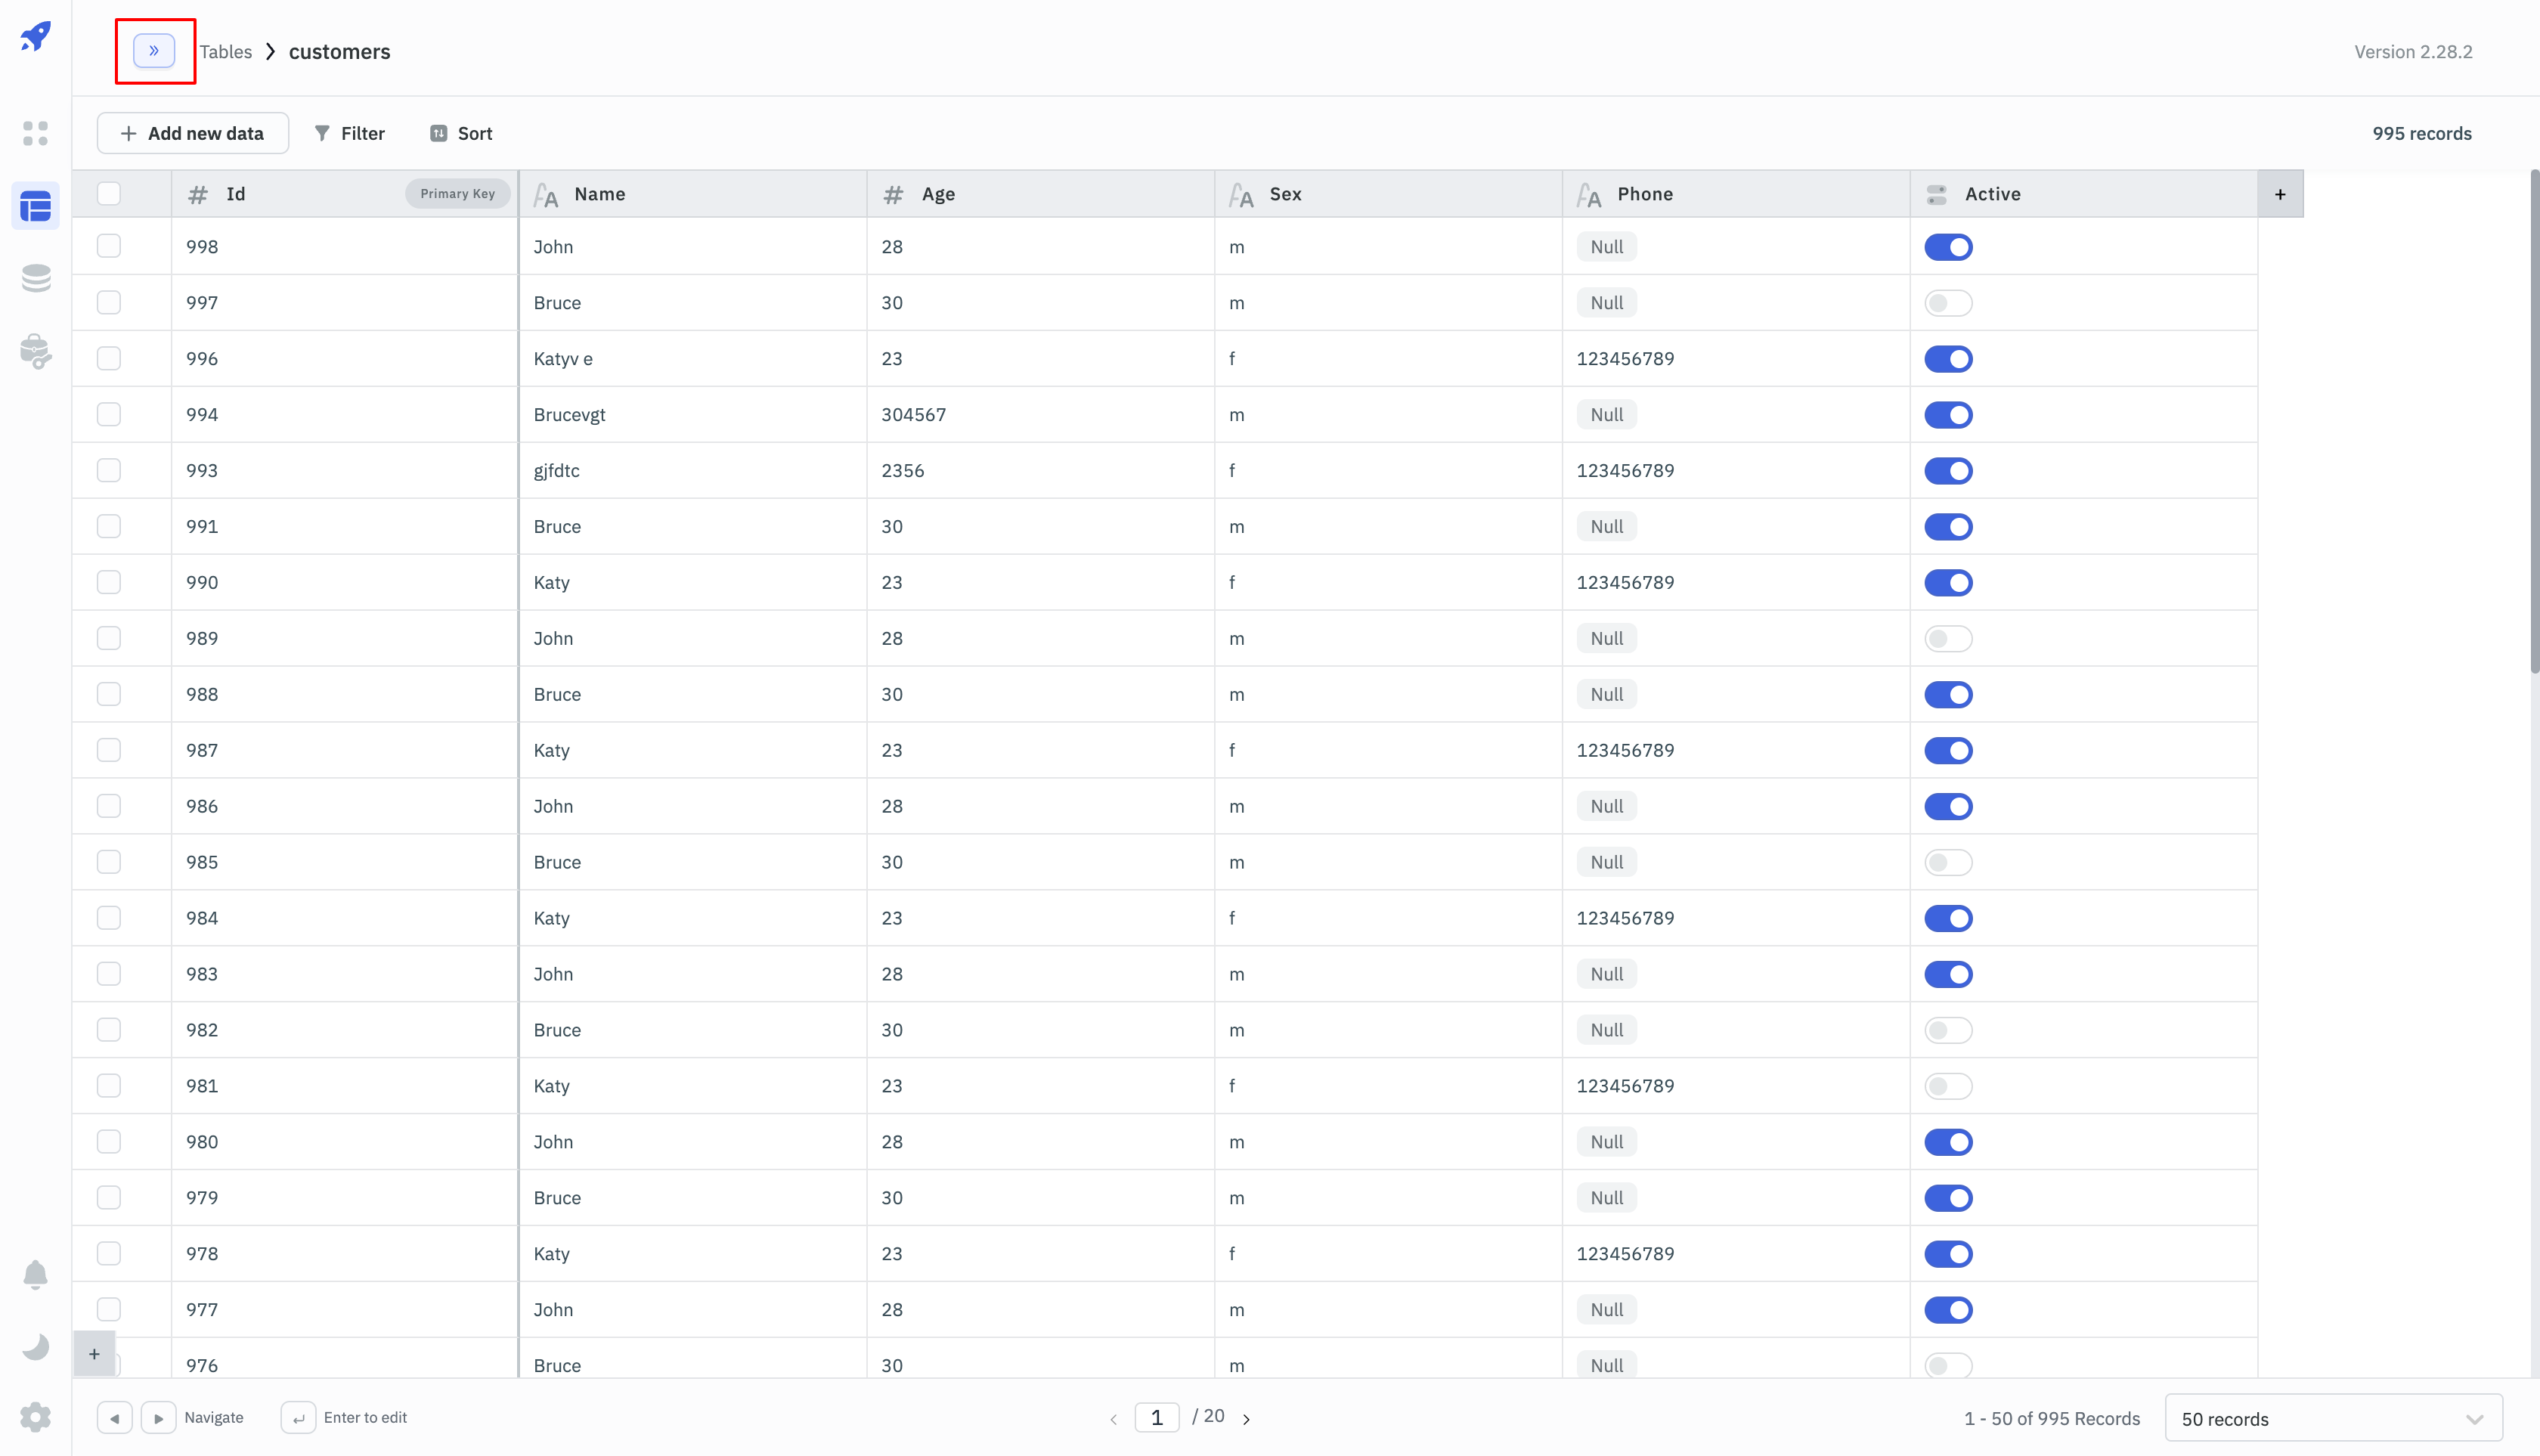 » Tables > customers Version 2.28.2
+ Add new data Filter Sort 995 records
# Id Primary Key Name # Age Sex Phone Active +
998 John 28 m Null
997 Bruce 30 m Null
996 Katyv e 23 f 123456789
994 Brucevgt 304567 m Null
993 gjfdtc 2356 f 123456789
991 Bruce 30 m Null
990 Katy 23 f 123456789
989 John 28 m Null
988 Bruce 30 m Null
987 Katy 23 f 123456789
986 John 28 m Null
985 Bruce 30 m Null
984 Katy 23 f 123456789
983 John 28 m Null
982 Bruce 30 m Null
981 Katy 23 f 123456789
980 John 28 m Null
979 Bruce 30 m Null
978 Katy 23 f 123456789
977 John 28 m Null
+ 976 Bruce 30 m Null
Navigate Enter to edit < 1 / 20 > 1 - 50 of 995 Records 50 records